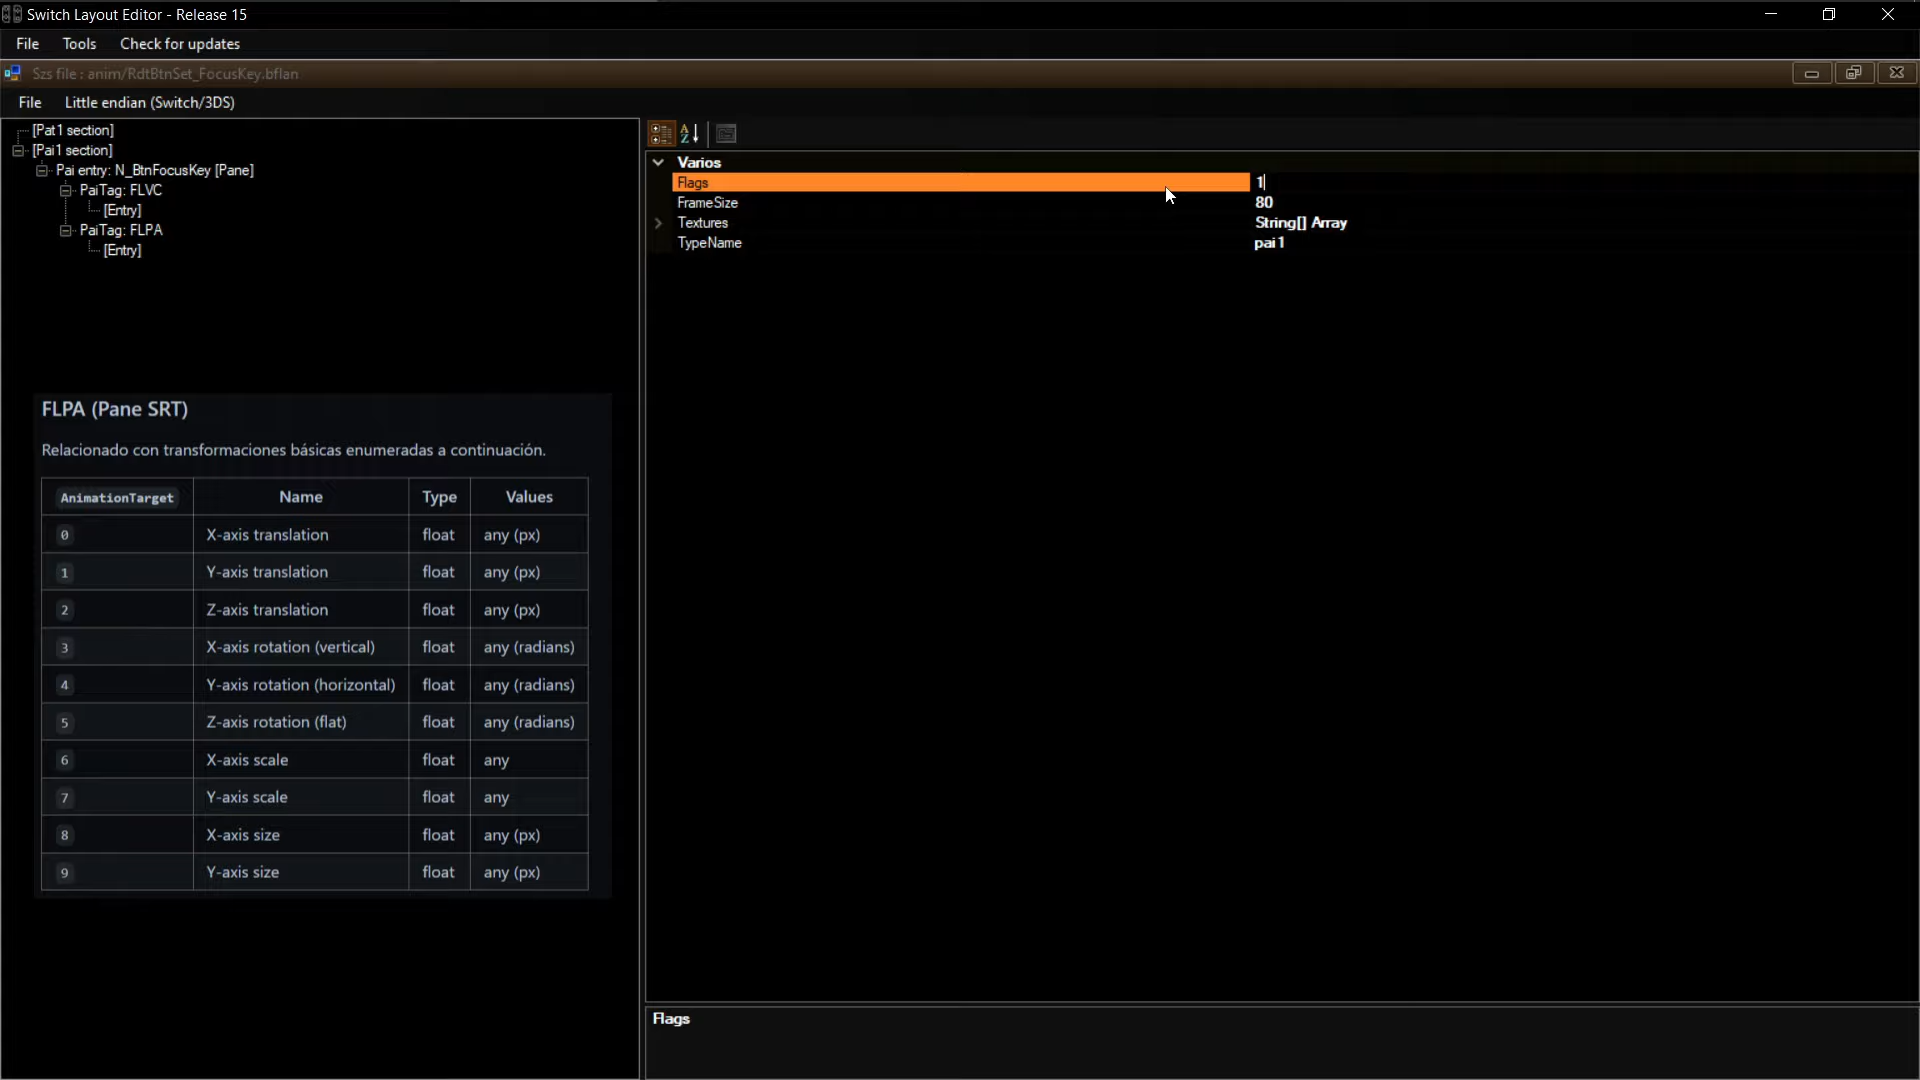 Switch Layout Editor - Release 15
File Tools Check for updates
Szs file : anim/RdtBtnSet_FocusKey.bflan
File Little endian (Switch/3DS)
[Pat1 section]
[Pai1 section]
Pai entry: N_BtnFocusKey [Pane]
PaiTag: FLVC
[Entry]
PaiTag: FLPA
[Entry]
Varios
Flags 1
FrameSize 80
Textures String[] Array
TypeName pai1
FLPA (Pane SRT)
Relacionado con transformaciones básicas enumeradas a continuación.
AnimationTarget Name Type Values
0 X-axis translation float any (px)
1 Y-axis translation float any (px)
2 Z-axis translation float any (px)
3 X-axis rotation (vertical) float any (radians)
4 Y-axis rotation (horizontal) float any (radians)
5 Z-axis rotation (flat) float any (radians)
6 X-axis scale float any
7 Y-axis scale float any
8 X-axis size float any (px)
9 Y-axis size float any (px)
Flags